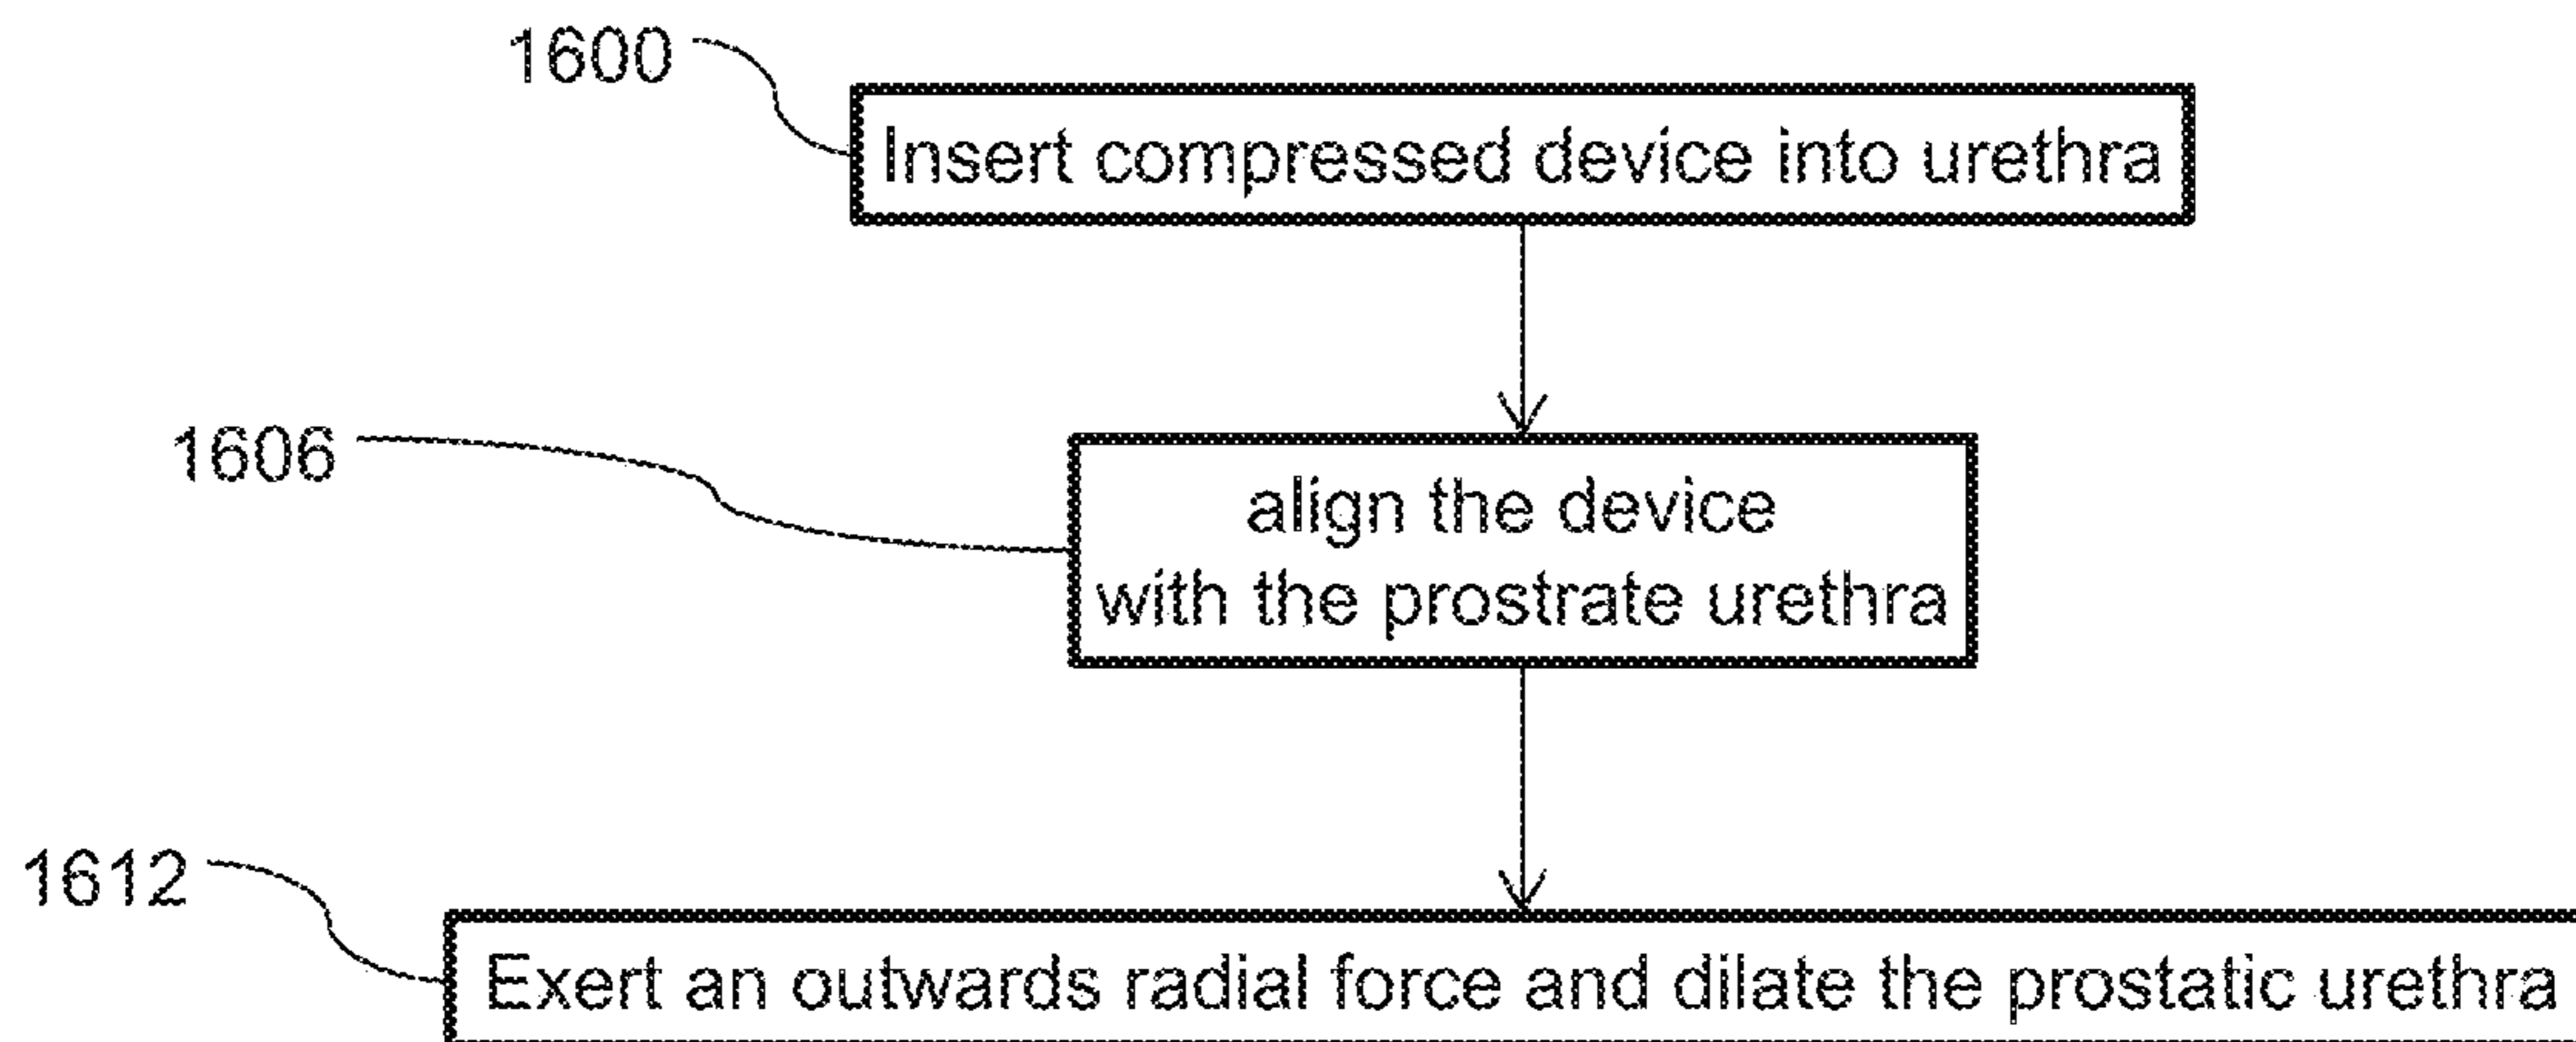 1600
Insert compressed device into urethra
1606
align the device
with the prostrate urethra
1612
Exert an outwards radial force and dilate the prostatic urethra